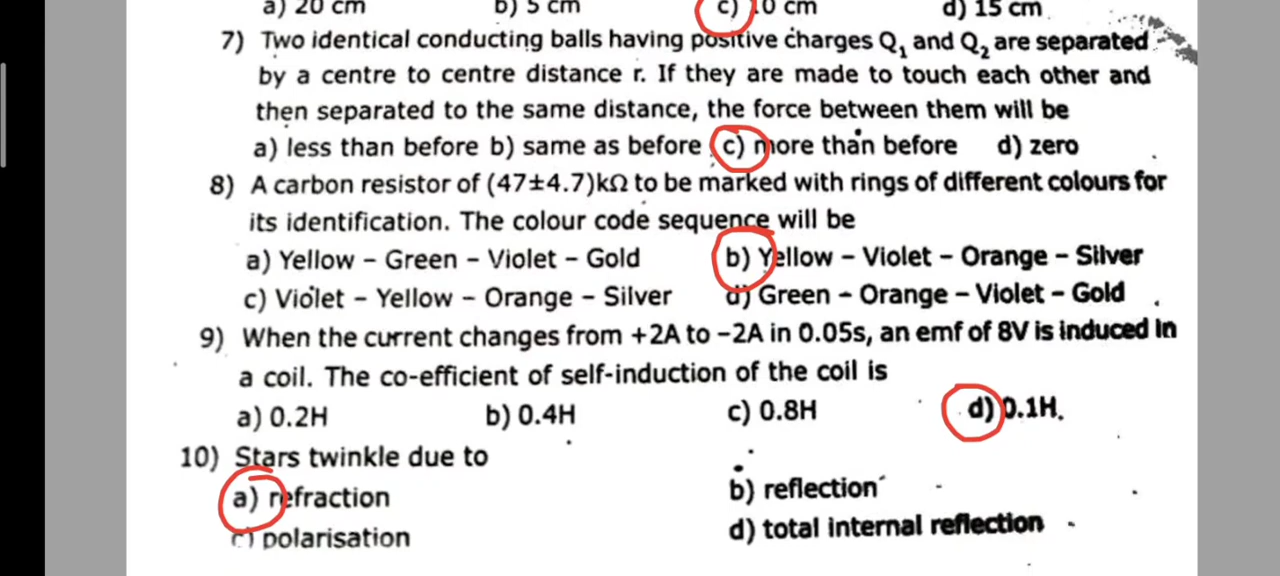 a) 20 cm b) 5 cm c) 10 cm d) 15 cm
7) Two identical conducting balls having positive charges Q₁ and Q₂ are separated
by a centre to centre distance r. If they are made to touch each other and
then separated to the same distance, the force between them will be
a) less than before b) same as before c) more than before d) zero
8) A carbon resistor of (47±4.7)kΩ to be marked with rings of different colours for
its identification. The colour code sequence will be
a) Yellow – Green – Violet – Gold b) Yellow – Violet – Orange – Silver
c) Violet – Yellow – Orange – Silver d) Green – Orange – Violet – Gold
9) When the current changes from +2A to –2A in 0.05s, an emf of 8V is induced in
a coil. The co-efficient of self-induction of the coil is
a) 0.2H b) 0.4H c) 0.8H d) 0.1H.
10) Stars twinkle due to
a) refraction b) reflection
c) polarisation d) total internal reflection